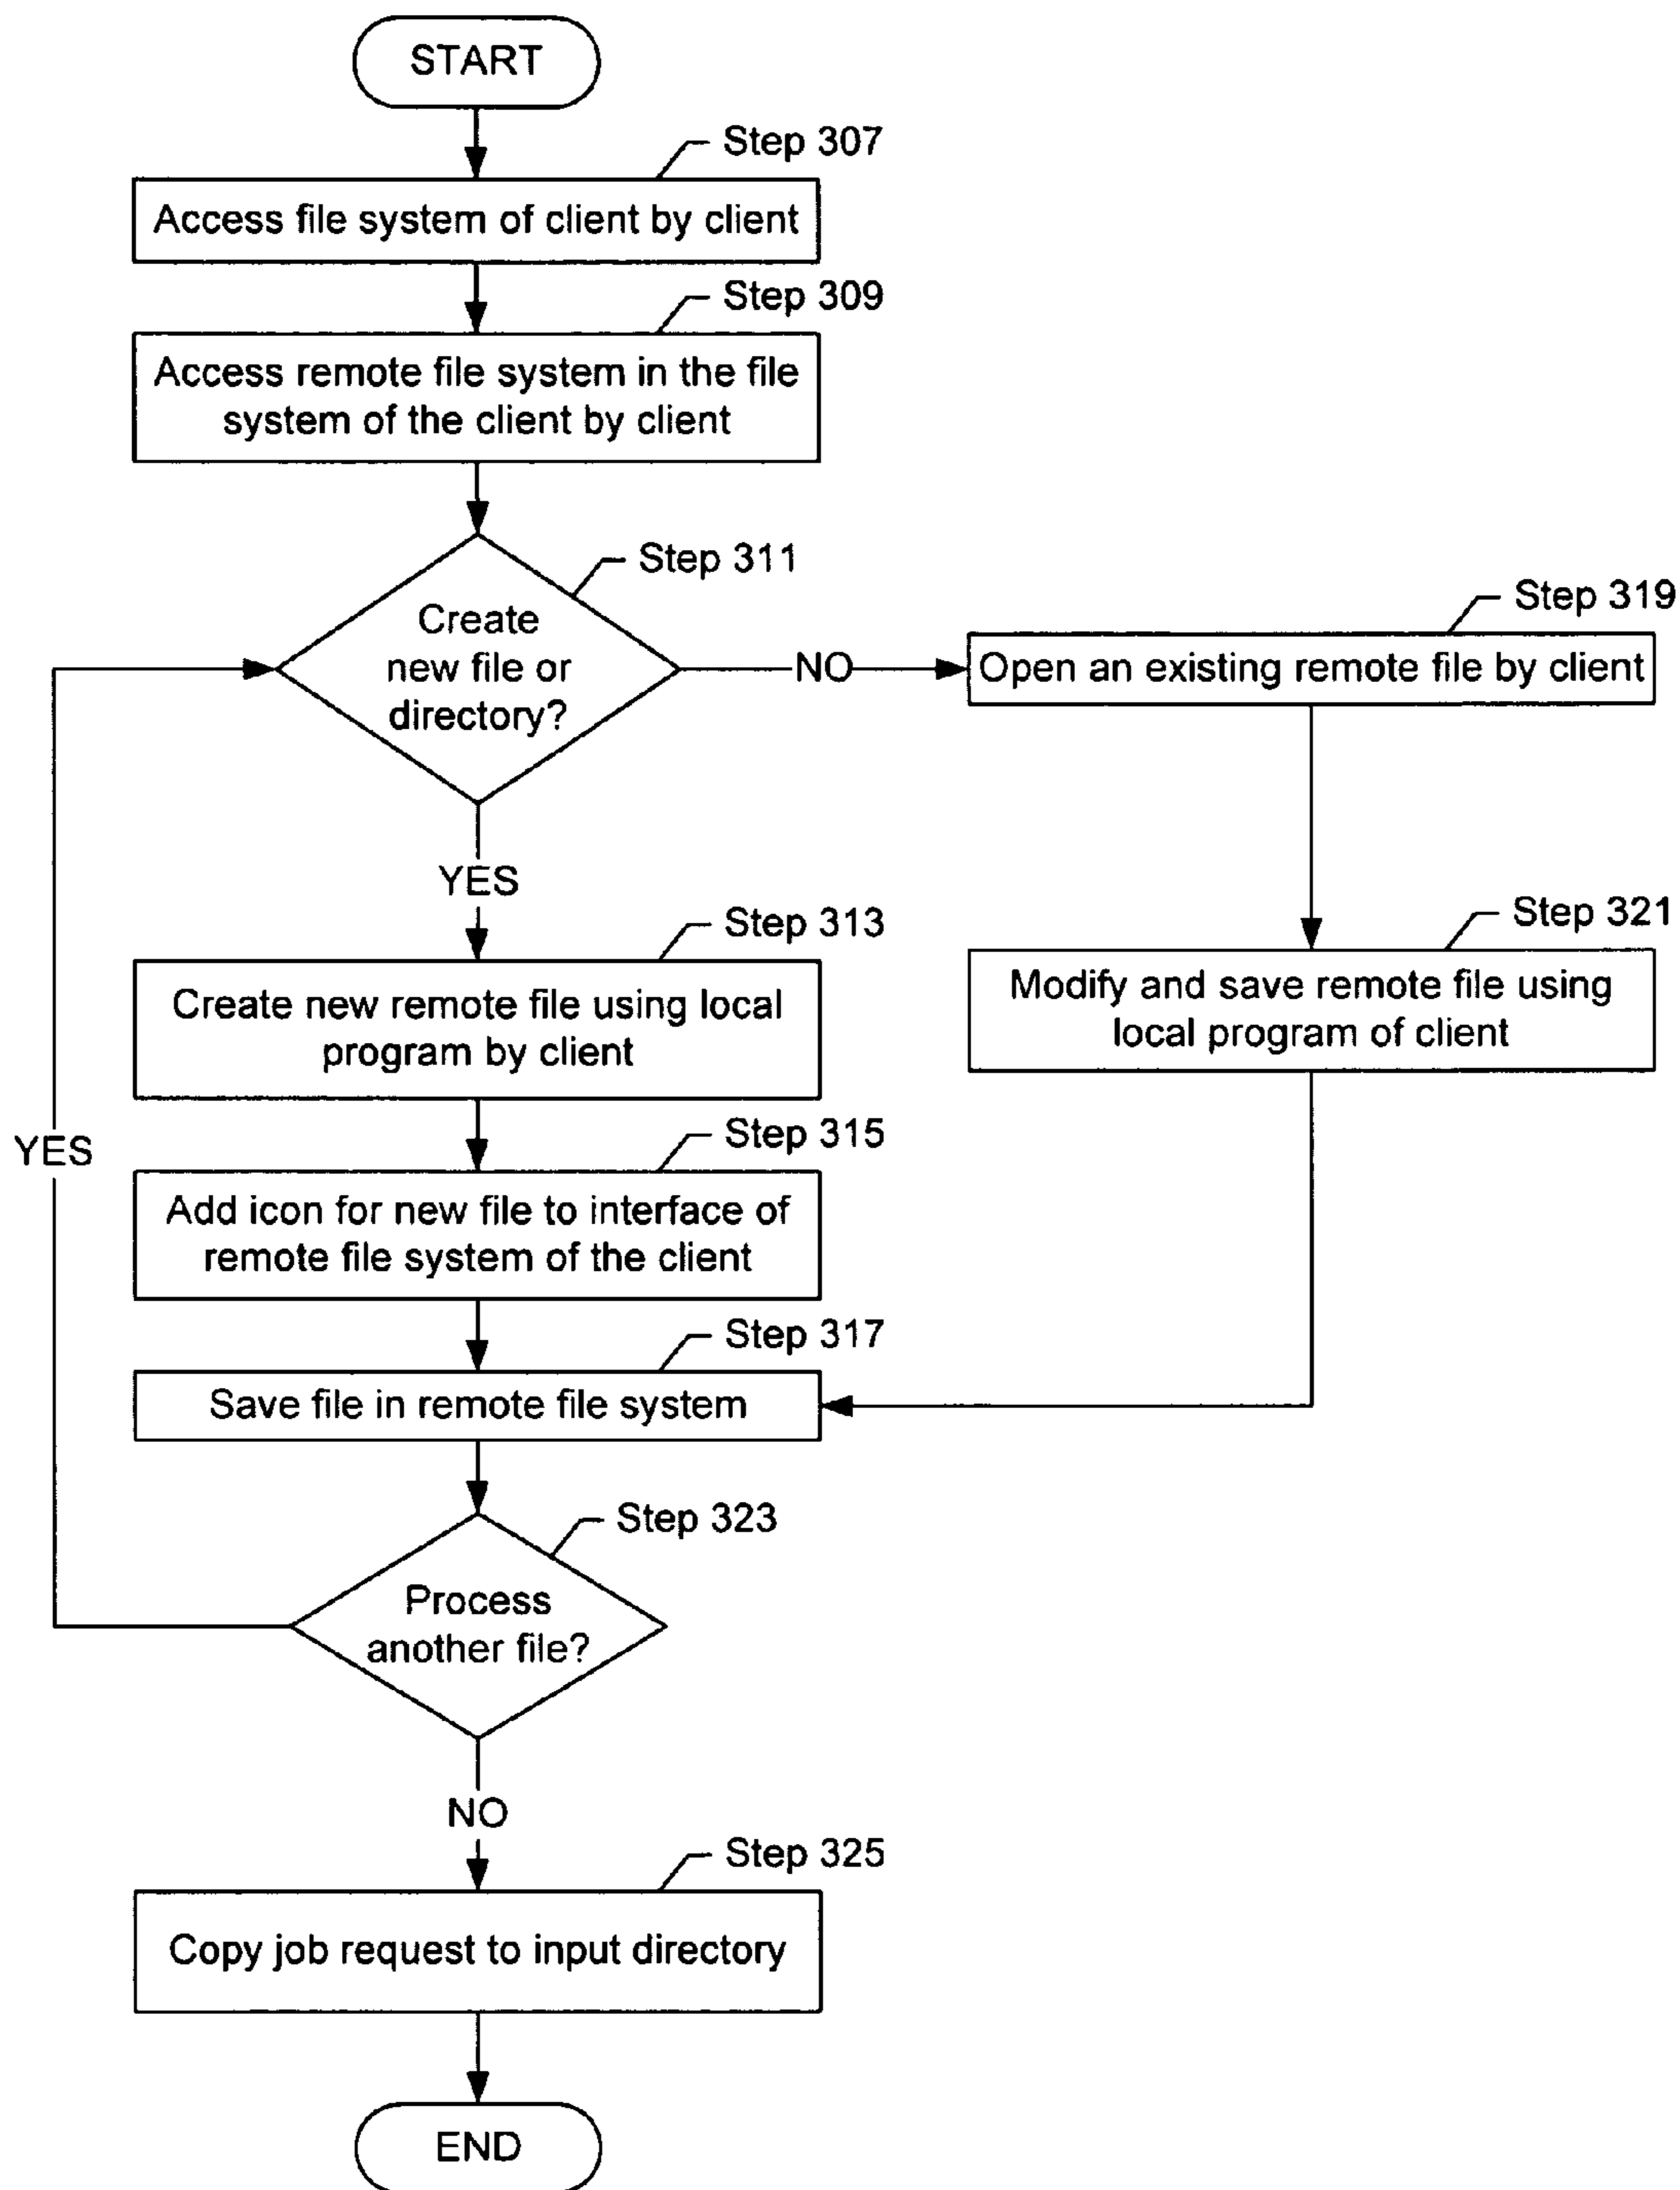 START
Step 307
Access file system of client by client
Step 309
Access remote file system in the file
system of the client by client
Step 311
Create
new file or
directory?
NO
Step 319
Open an existing remote file by client
YES
Step 313
Create new remote file using local
program by client
Step 321
Modify and save remote file using
local program of client
YES
Step 315
Add icon for new file to interface of
remote file system of the client
Step 317
Save file in remote file system
Step 323
Process
another file?
NO
Step 325
Copy job request to input directory
END